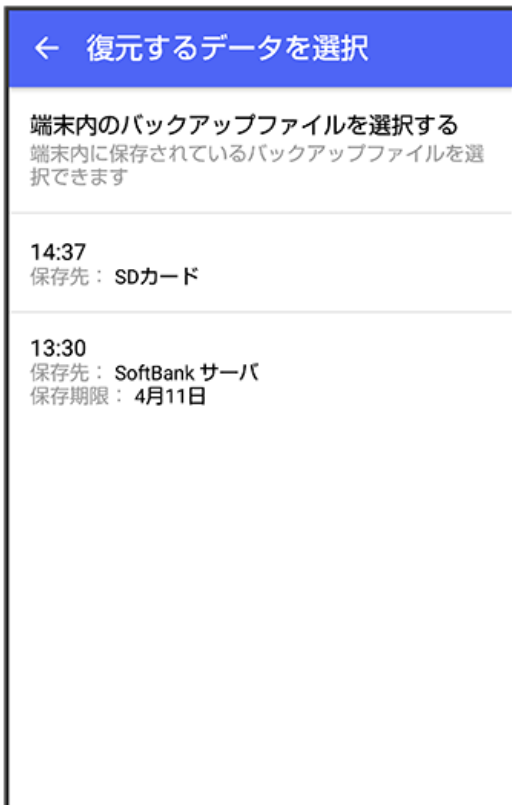 ← 復元するデータを選択
端末内のバックアップファイルを選択する
端末内に保存されているバックアップファイルを選
択できます
14:37
保存先： SDカード
13:30
保存先： SoftBank サーバ
保存期限： 4月11日